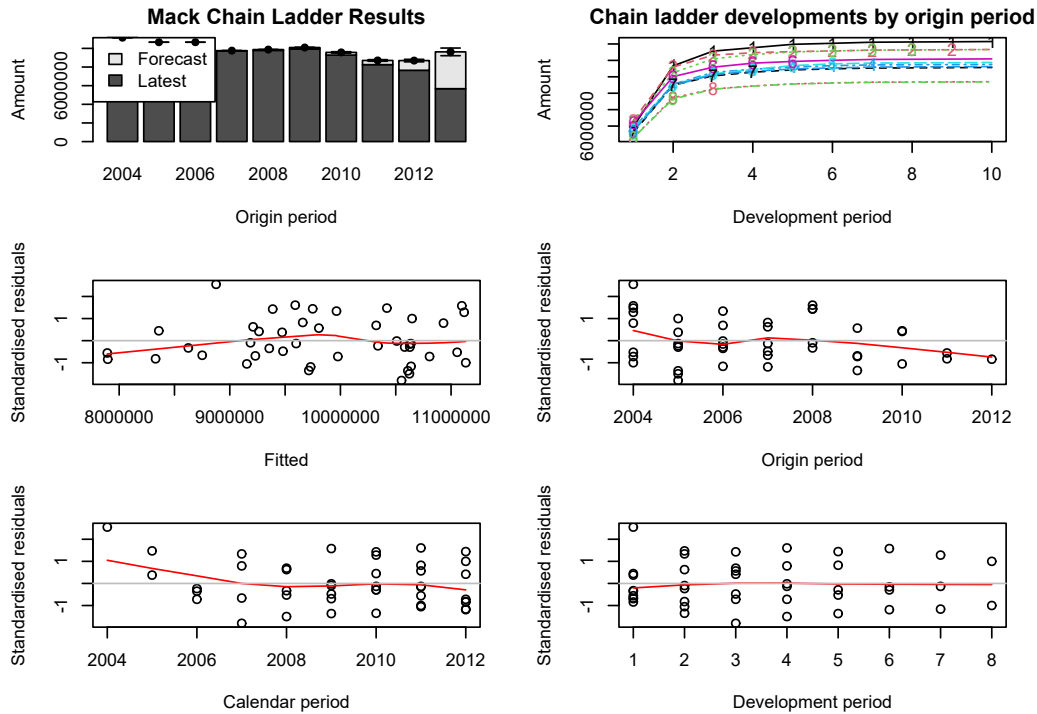 Mack Chain Ladder Results
Amount
0 6000000
Forecast
Latest
2004 2006 2008 2010 2012
Origin period
Chain ladder developments by origin period
Amount
6000000
2 4 6 8 10
Development period
Standardised residuals
-1 1
8000000 9000000 10000000 11000000
Fitted
Standardised residuals
-1 1
2004 2006 2008 2010 2012
Origin period
Standardised residuals
-1 1
2004 2006 2008 2010 2012
Calendar period
Standardised residuals
-1 1
1 2 3 4 5 6 7 8
Development period